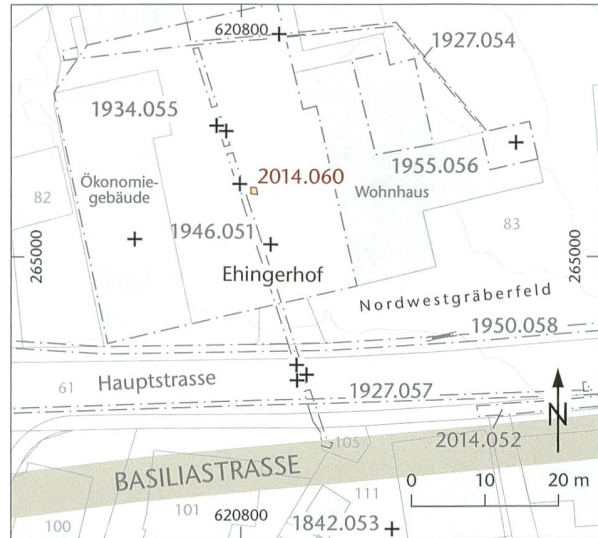 620800
1927.054
1934.055
1955.056
2014.060
Ökonomie-
gebäude
Wohnhaus
82
83
1946.051
265000
265000
Ehingerhof
Nordwestgräberfeld
1950.058
61
Hauptstrasse
1927.057
N
2014.052
105
BASILIASTRASSE
0 10 20 m
111
101
100
620800
1842.053